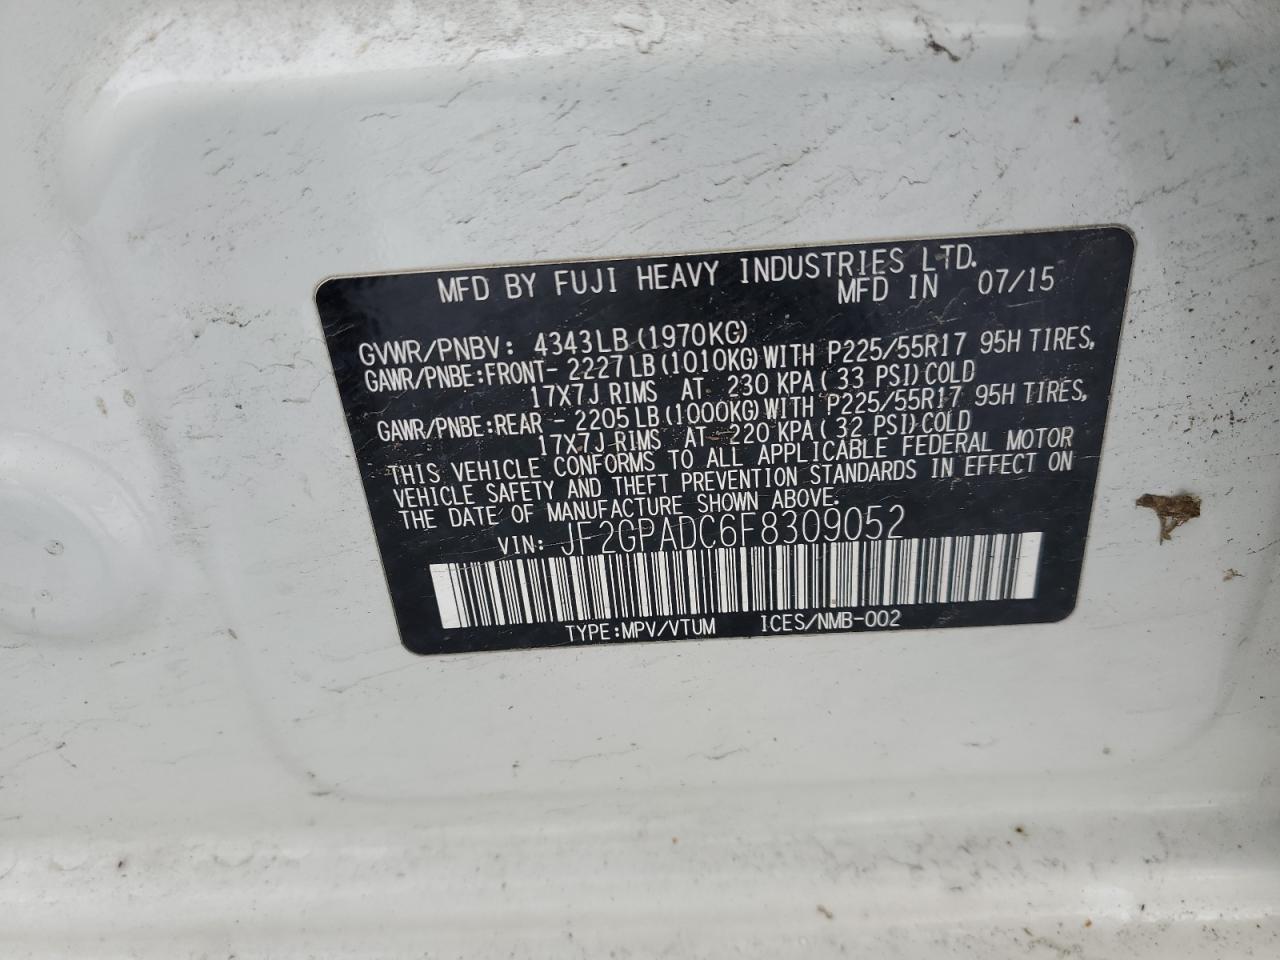 MFD BY FUJI HEAVY INDUSTRIES LTD.
MFD IN 07/15
GVWR/PNBV: 4343LB (1970KG)
GAWR/PNBE:FRONT- 2227LB (1010KG) WITH P225/55R17 95H TIRES,
17X7J RIMS AT 230 KPA( 33 PSI)COLD
GAWR/PNBE:REAR - 2205LB (1000KG) WITH P225/55R17 95H TIRES,
17X7J RIMS AT 220 KPA( 32 PSI)COLD
THIS VEHICLE CONFORMS TO ALL APPLICABLE FEDERAL MOTOR
VEHICLE SAFETY AND THEFT PREVENTION STANDARDS IN EFFECT ON
THE DATE OF MANUFACTURE SHOWN ABOVE.
VIN: JF2GPADC6F8309052
TYPE:MPV/VTUM ICES/NMB-002